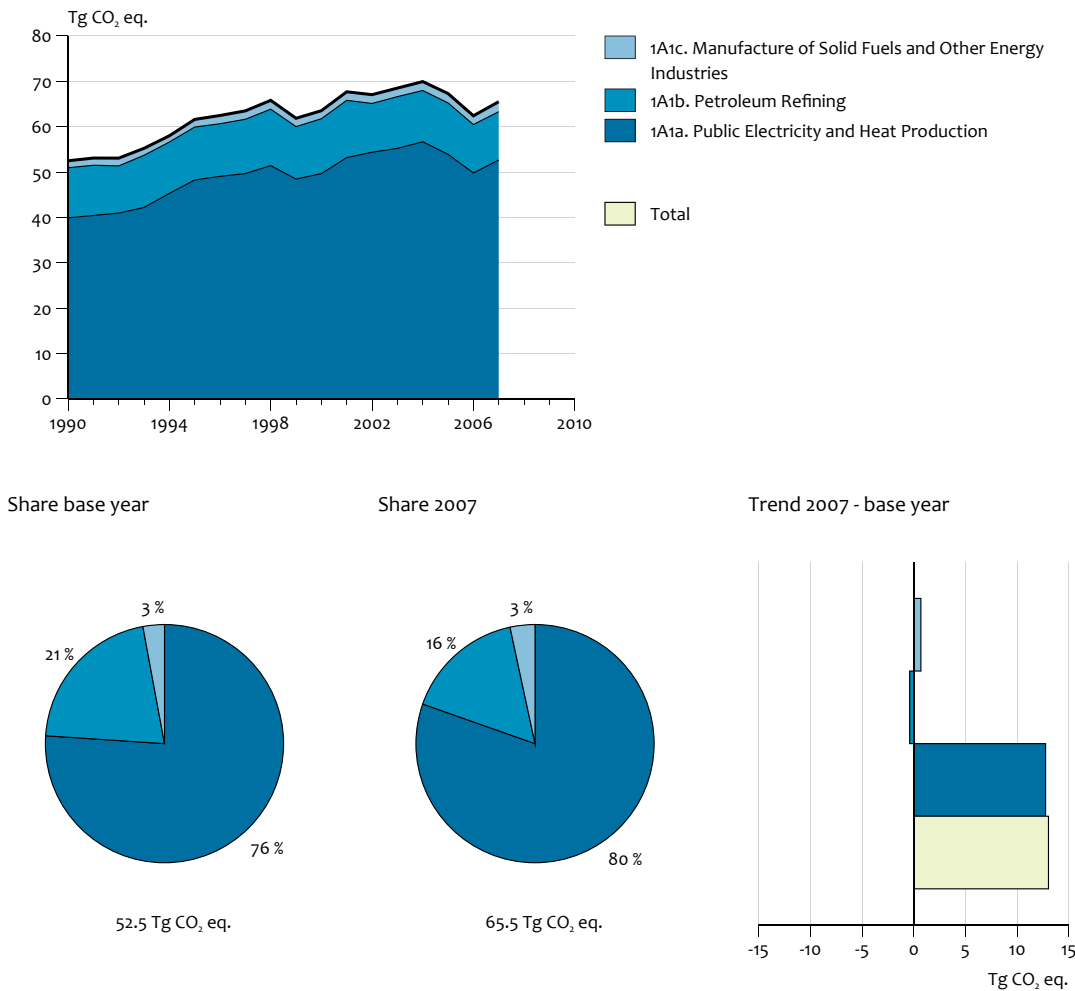 Tg CO₂ eq.
80
70
60
50
40
30
20
10
0
1990 1994 1998 2002 2006 2010
1A1c. Manufacture of Solid Fuels and Other Energy
Industries
1A1b. Petroleum Refining
1A1a. Public Electricity and Heat Production
Total
Share base year
3 %
21 %
76 %
52.5 Tg CO₂ eq.
Share 2007
3 %
16 %
80 %
65.5 Tg CO₂ eq.
Trend 2007 - base year
-15 -10 -5 0 5 10 15
Tg CO₂ eq.